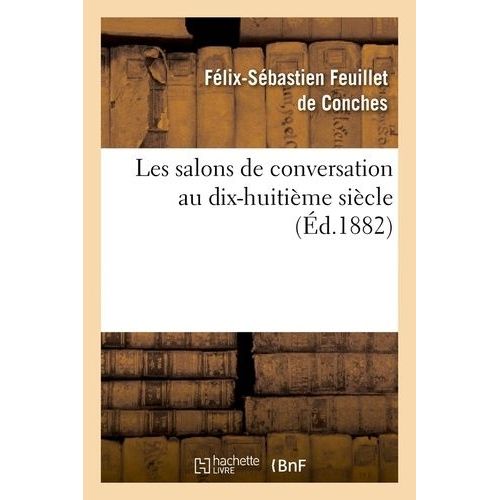 Félix-Sébastien Feuillet
de Conches
Les salons de conversation
au dix-huitième siècle
(Éd.1882)
hachette
LIVRE
{BnF